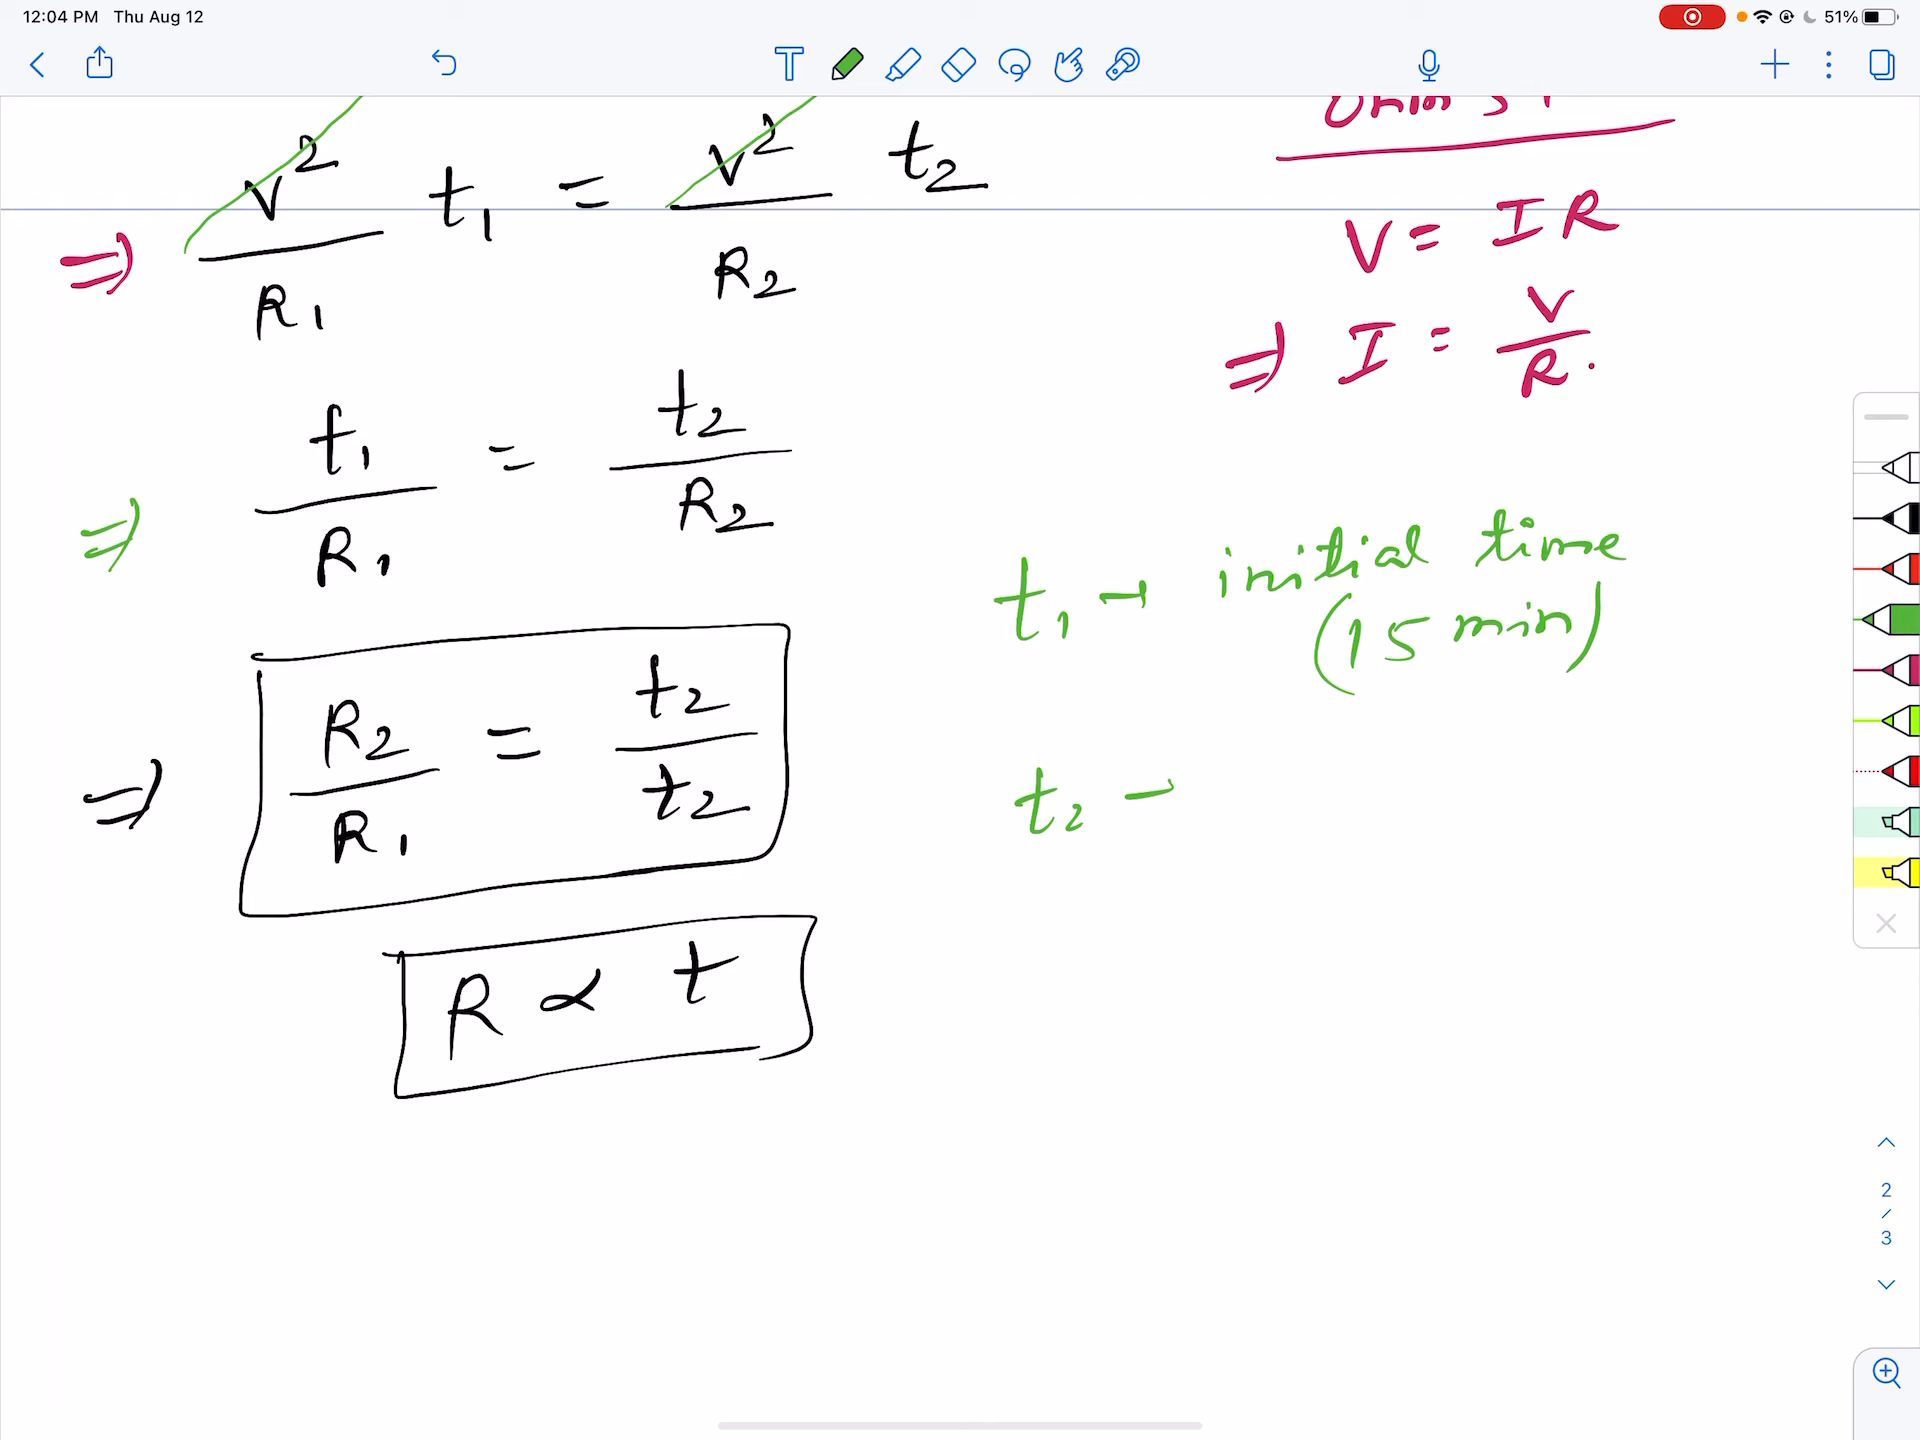 12:04 PM Thu Aug 12
51%
T
V² / R₁ t₁ = V² / R₂ t₂
V = I R
⇒ I = V / R.
⇒ t₁ / R₁ = t₂ / R₂
t₁ → initial time
(15 min)
⇒ R₂ / R₁ = t₂ / t₂
t₂ -
R ∝ t
2
/
3